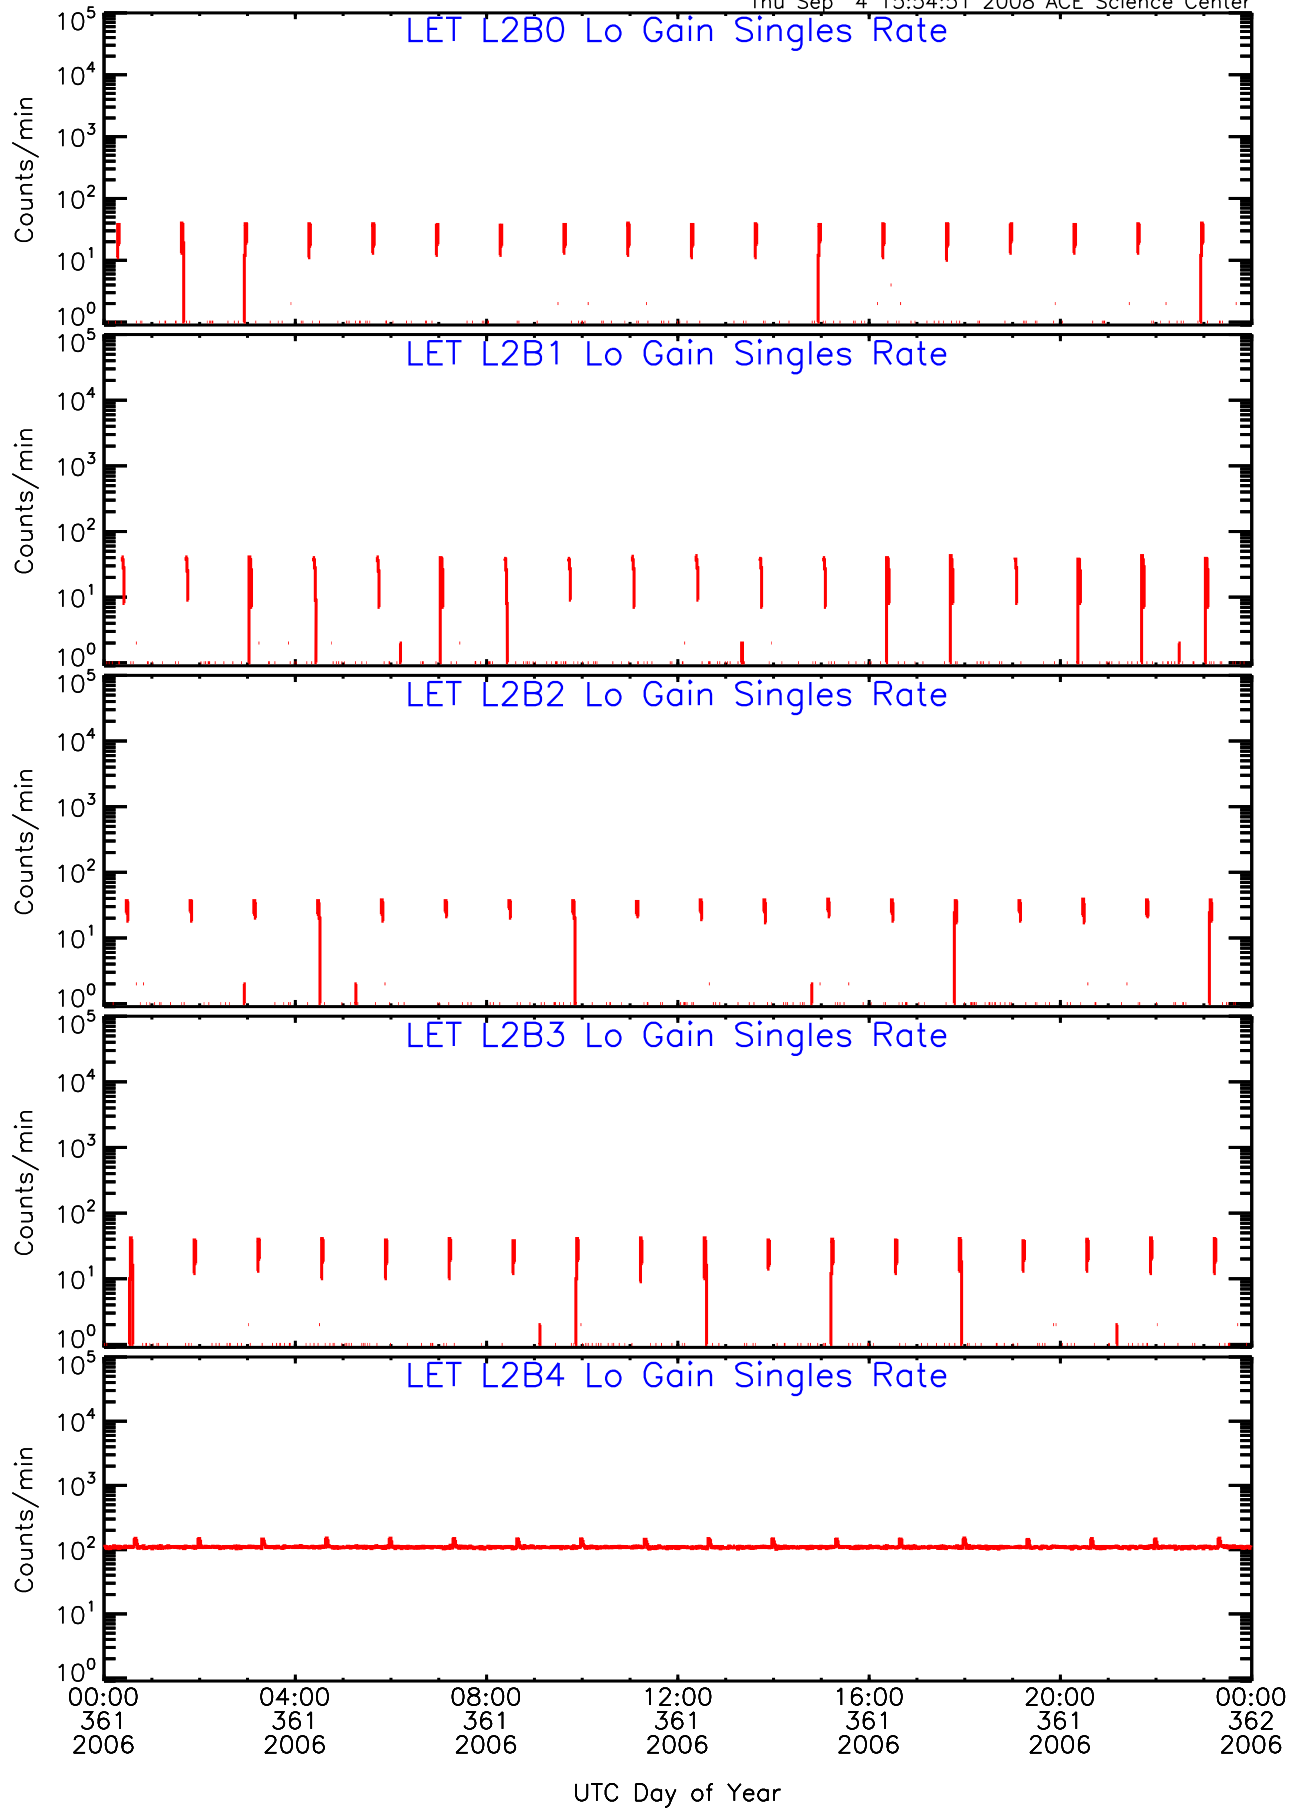 Thu Sep 4 15:54:51 2008 ACE Science Center
LET L2B0 Lo Gain Singles Rate
10^5
10^4
10^3
10^2
10^1
10^0
Counts/min
LET L2B1 Lo Gain Singles Rate
10^5
10^4
10^3
10^2
10^1
10^0
Counts/min
LET L2B2 Lo Gain Singles Rate
10^5
10^4
10^3
10^2
10^1
10^0
Counts/min
LET L2B3 Lo Gain Singles Rate
10^5
10^4
10^3
10^2
10^1
10^0
Counts/min
LET L2B4 Lo Gain Singles Rate
10^5
10^4
10^3
10^2
10^1
10^0
Counts/min
00:00 04:00 08:00 12:00 16:00 20:00 00:00
361 361 361 361 361 361 362
2006 2006 2006 2006 2006 2006 2006
UTC Day of Year